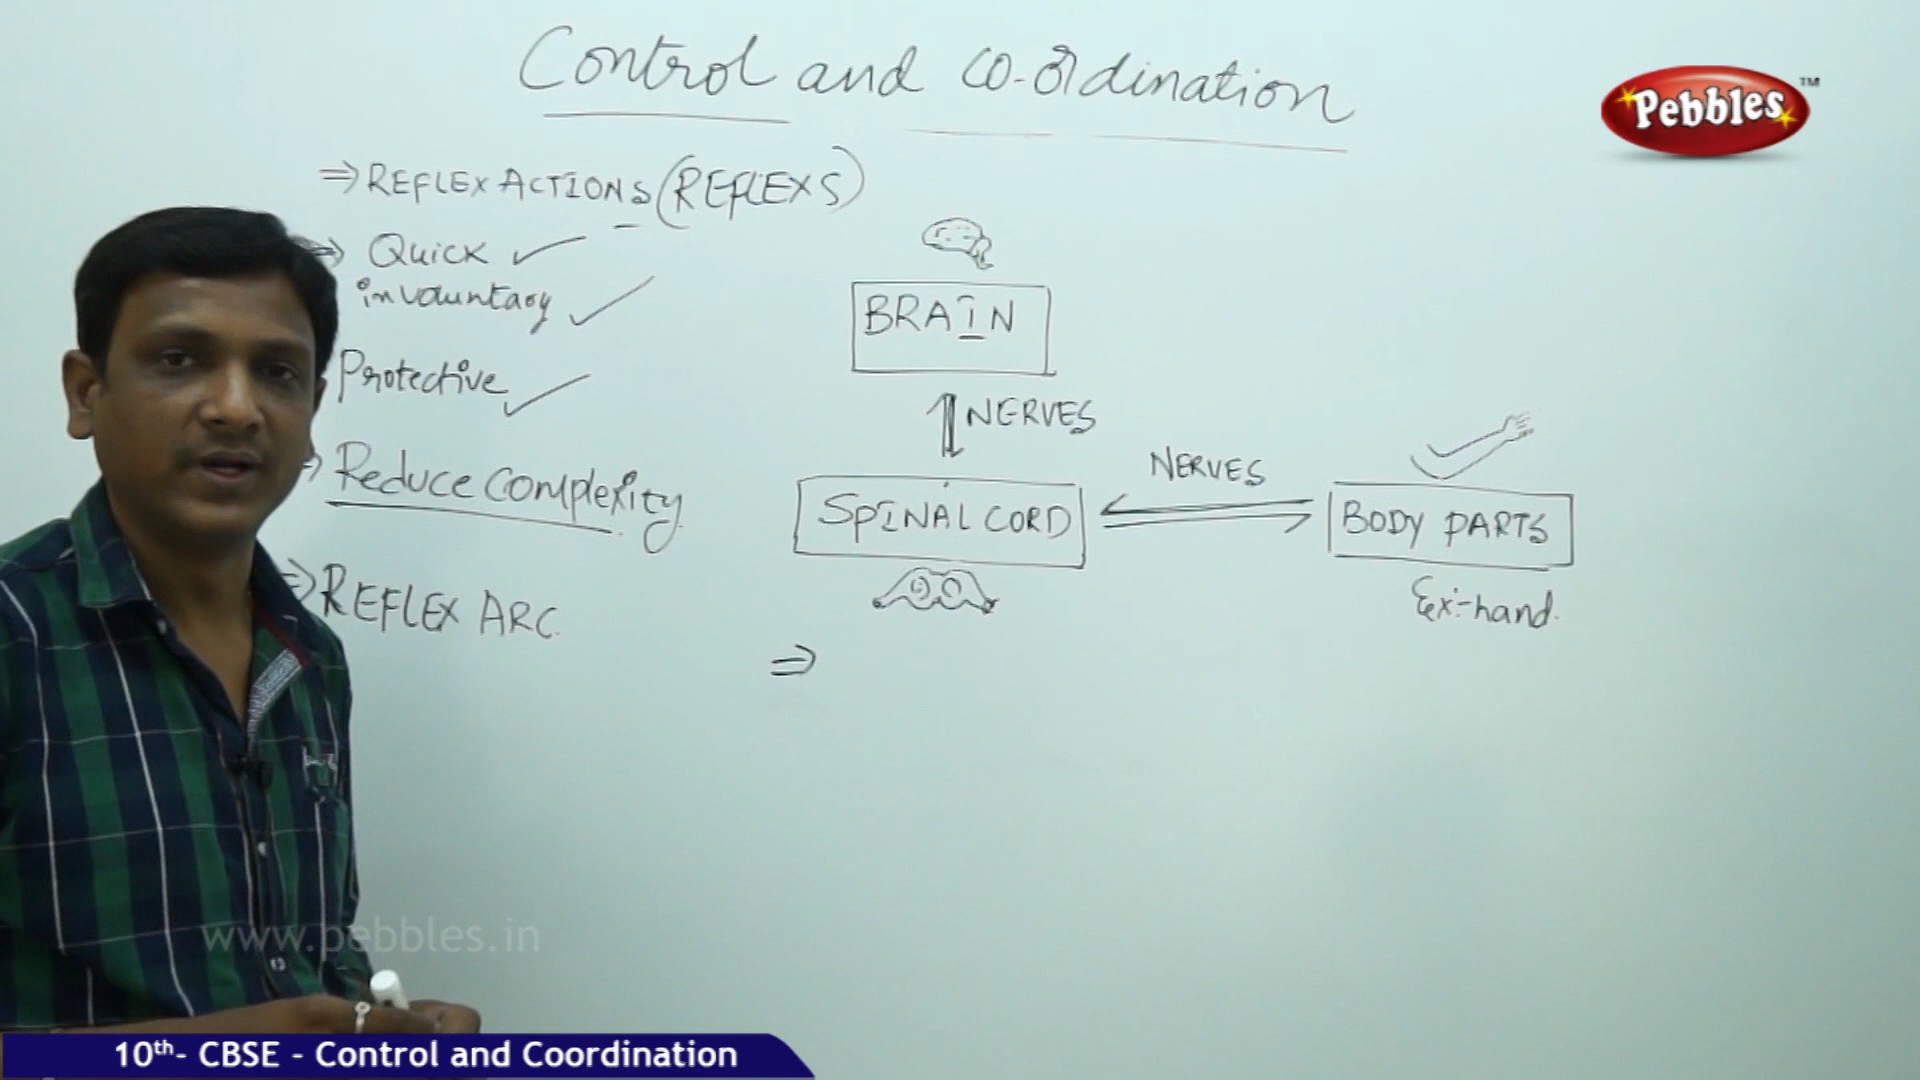 Control and co-ordination
Pebbles™
⇒ REFLEX ACTIONS (REFLEXS)
⇒ Quick ✓
involuntary ✓
Protective ✓
⇒ Reduce complexity
⇒ REFLEX ARC.
BRAIN
NERVES
NERVES
SPINAL CORD
BODY PARTS
Ex:-hand.
⇒
www.pebbles.in
10th- CBSE - Control and Coordination